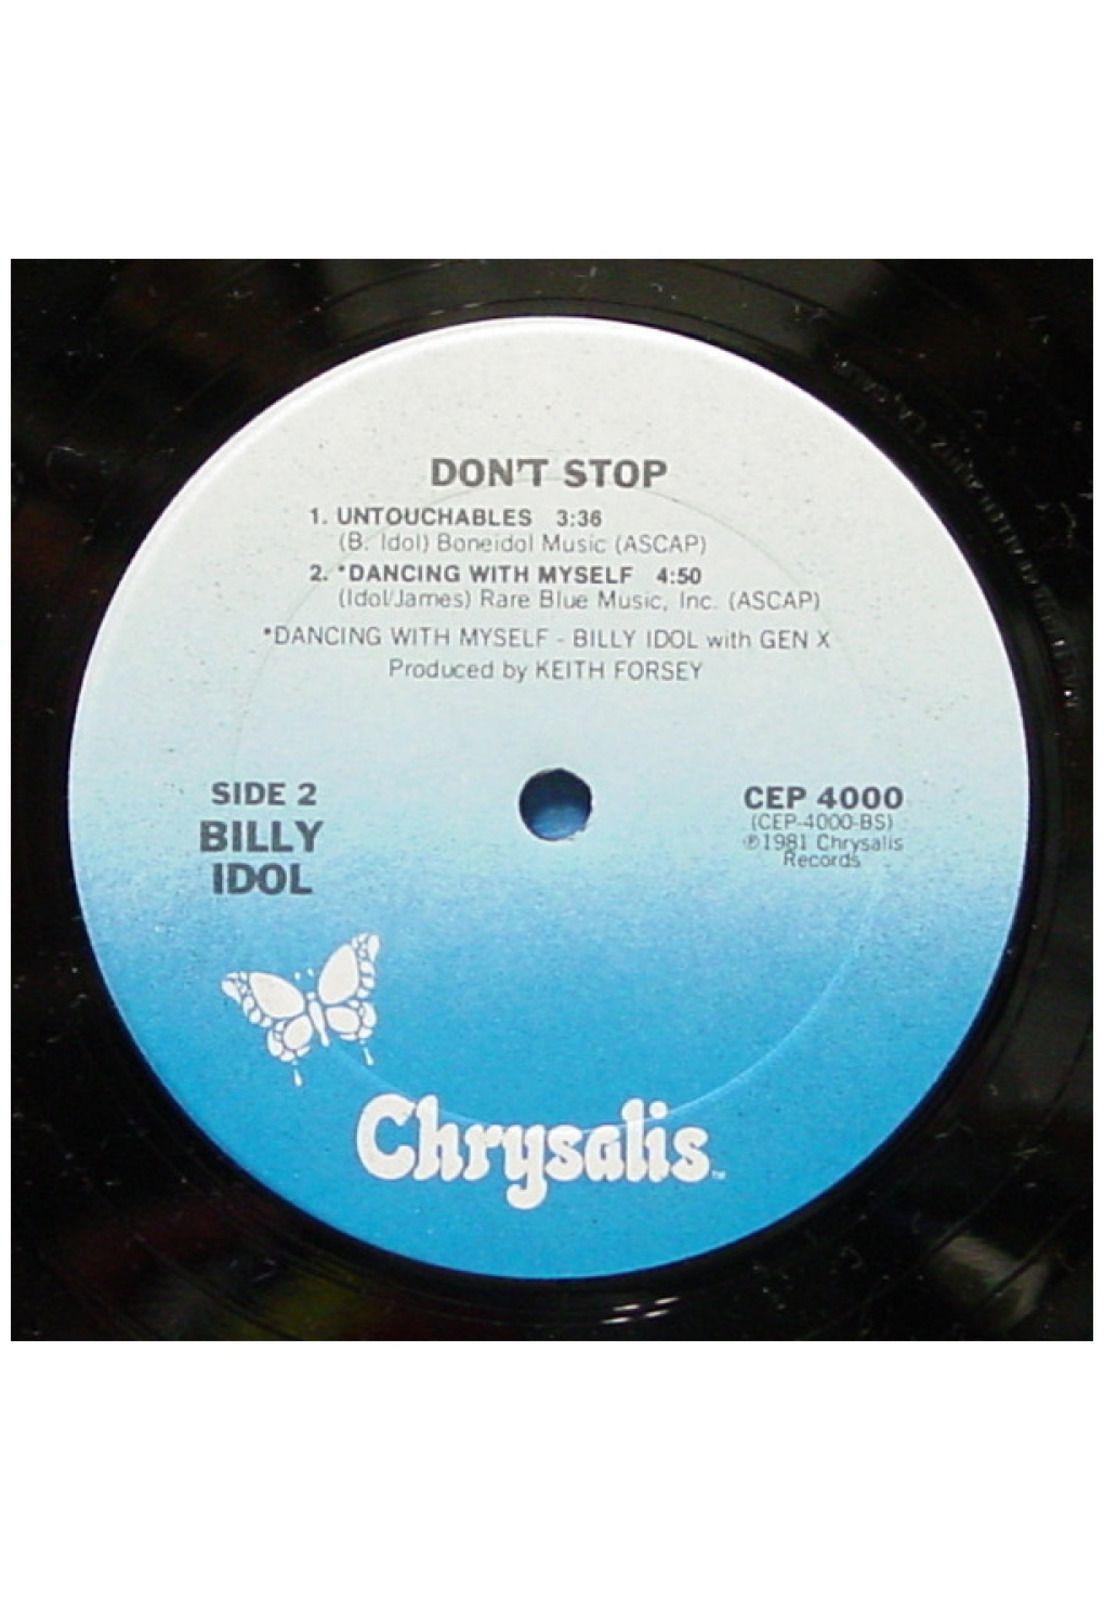 DON'T STOP
1. UNTOUCHABLES 3:36
(B. Idol) Boneidol Music (ASCAP)
2. *DANCING WITH MYSELF 4:50
(Idol/James) Rare Blue Music, Inc. (ASCAP)
*DANCING WITH MYSELF - BILLY IDOL with GEN X
Produced by KEITH FORSEY
SIDE 2
BILLY
IDOL
CEP 4000
(CEP-4000-BS)
℗1981 Chrysalis
Records
Chrysalis™